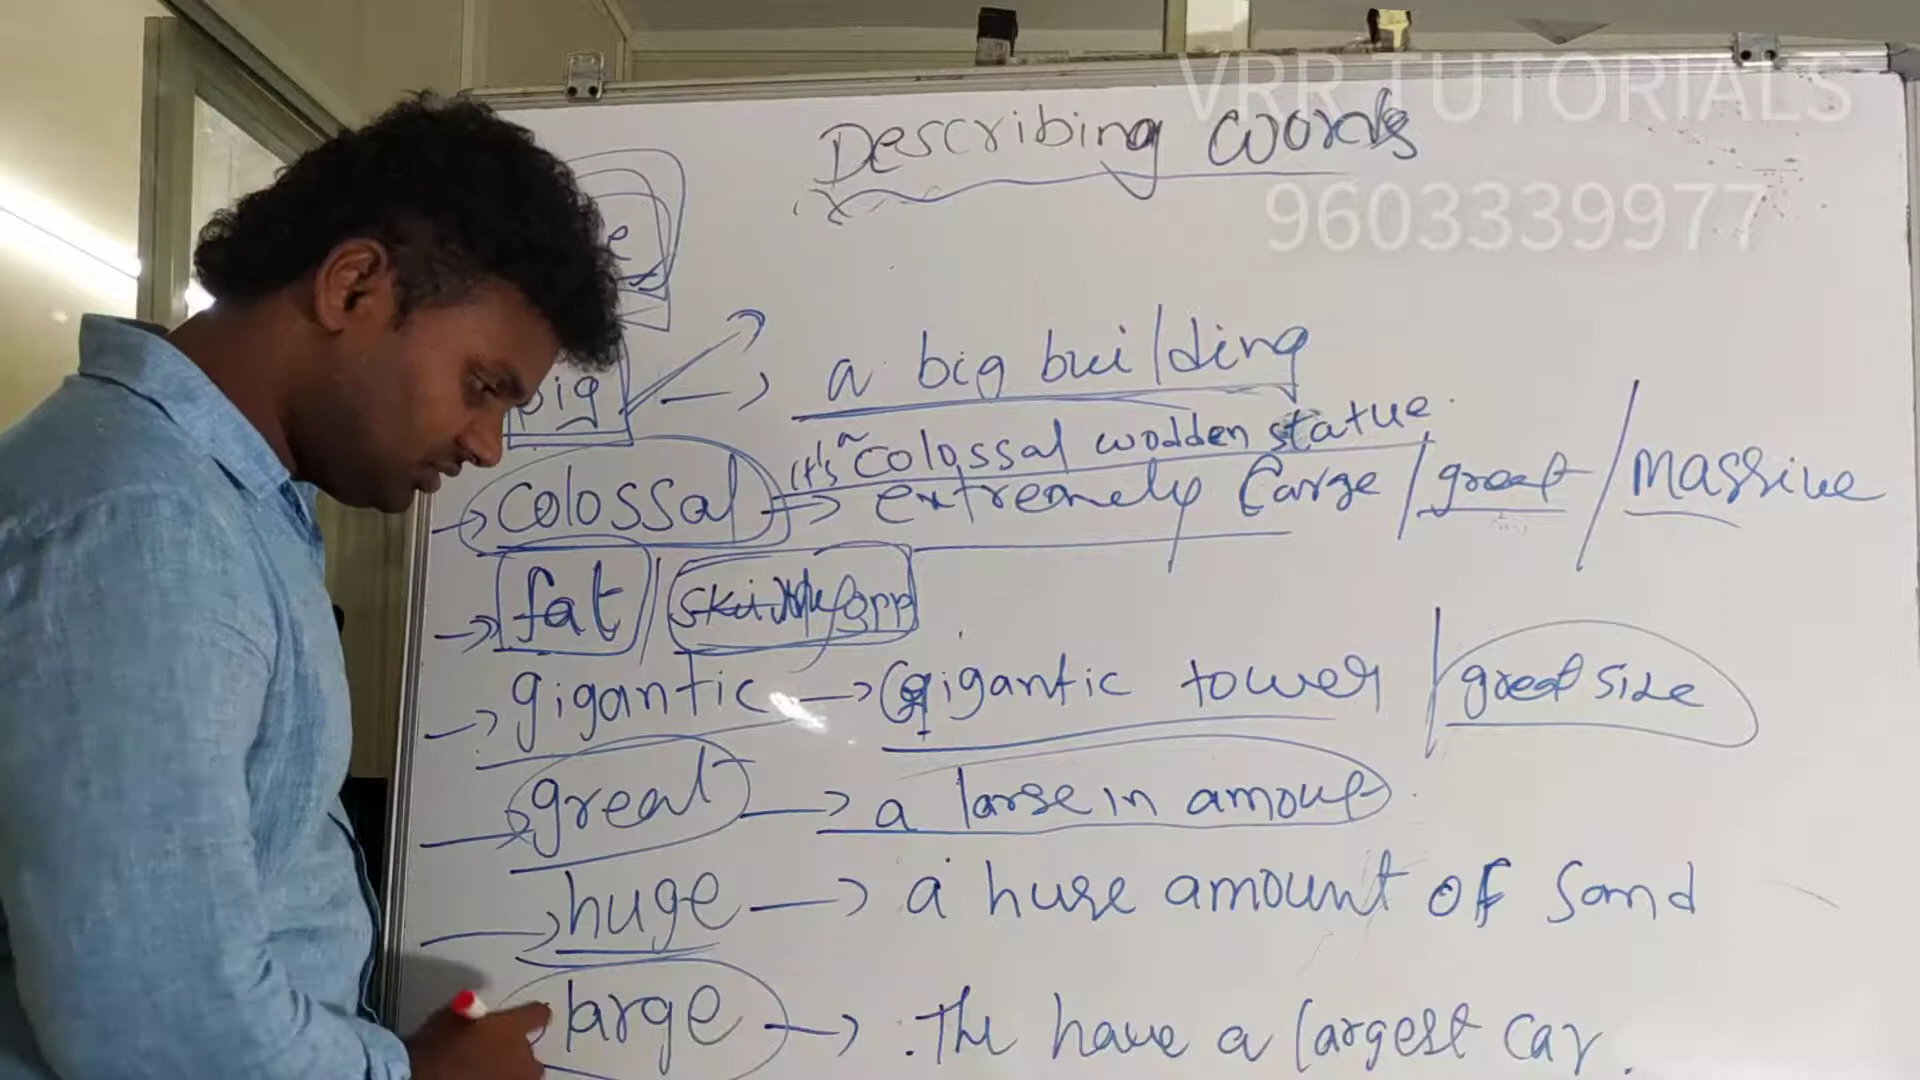 VRR TUTORIALS
Describing words
9603339977
e
big → a big building
it's a colossal wodden statue.
→ colossal → extremely large / great / massive
→ fat /
→ gigantic → Gigantic tower / great size
→ great → a large in amout
→ huge → a huge amount of sand
large → . The have a largest car.